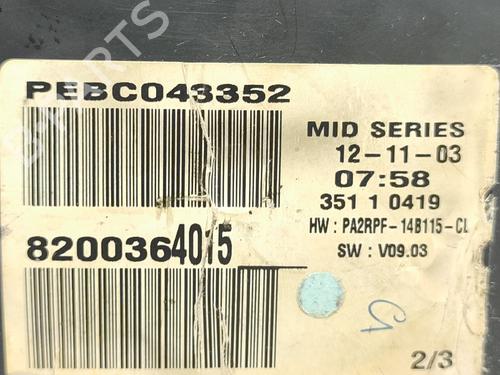 PARTS
PEBC043352
MID SERIES
12-11-03
07:58
351 1 0419
HW : PA2RPF-14B115-CL
SW : V09.03
8200364015
2/3